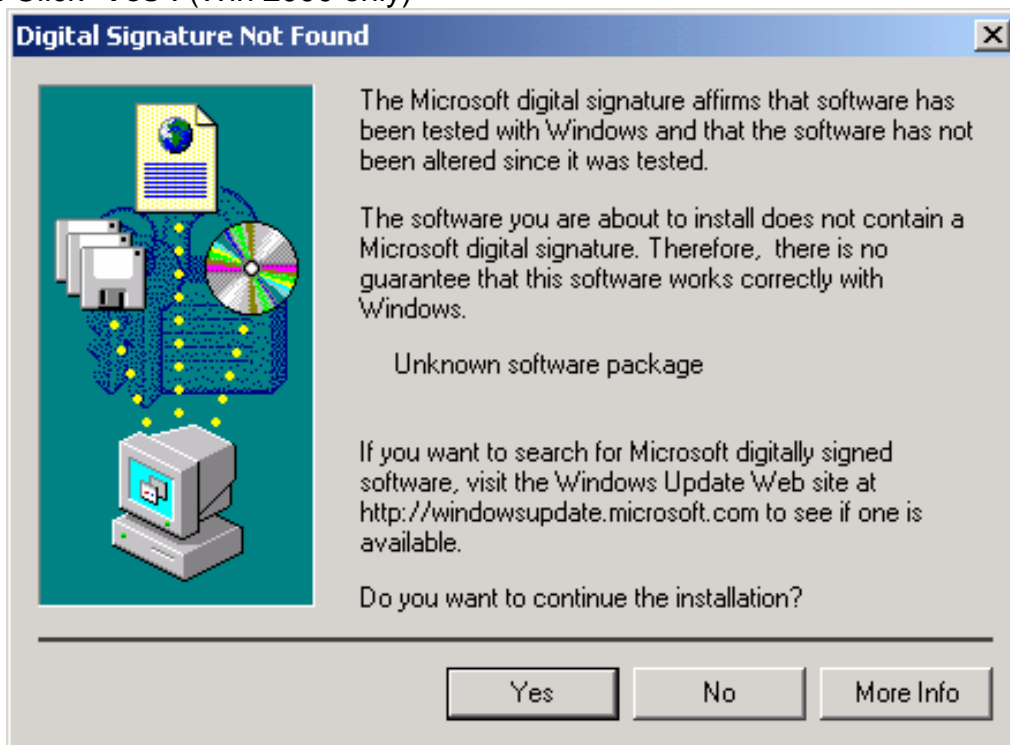 (Win 2000 only)
Digital Signature Not Found
The Microsoft digital signature affirms that software has
been tested with Windows and that the software has not
been altered since it was tested.
The software you are about to install does not contain a
Microsoft digital signature. Therefore,  there is no
guarantee that this software works correctly with
Windows.
Unknown software package
If you want to search for Microsoft digitally signed
software, visit the Windows Update Web site at
http://windowsupdate.microsoft.com to see if one is
available.
Do you want to continue the installation?
Yes No More Info